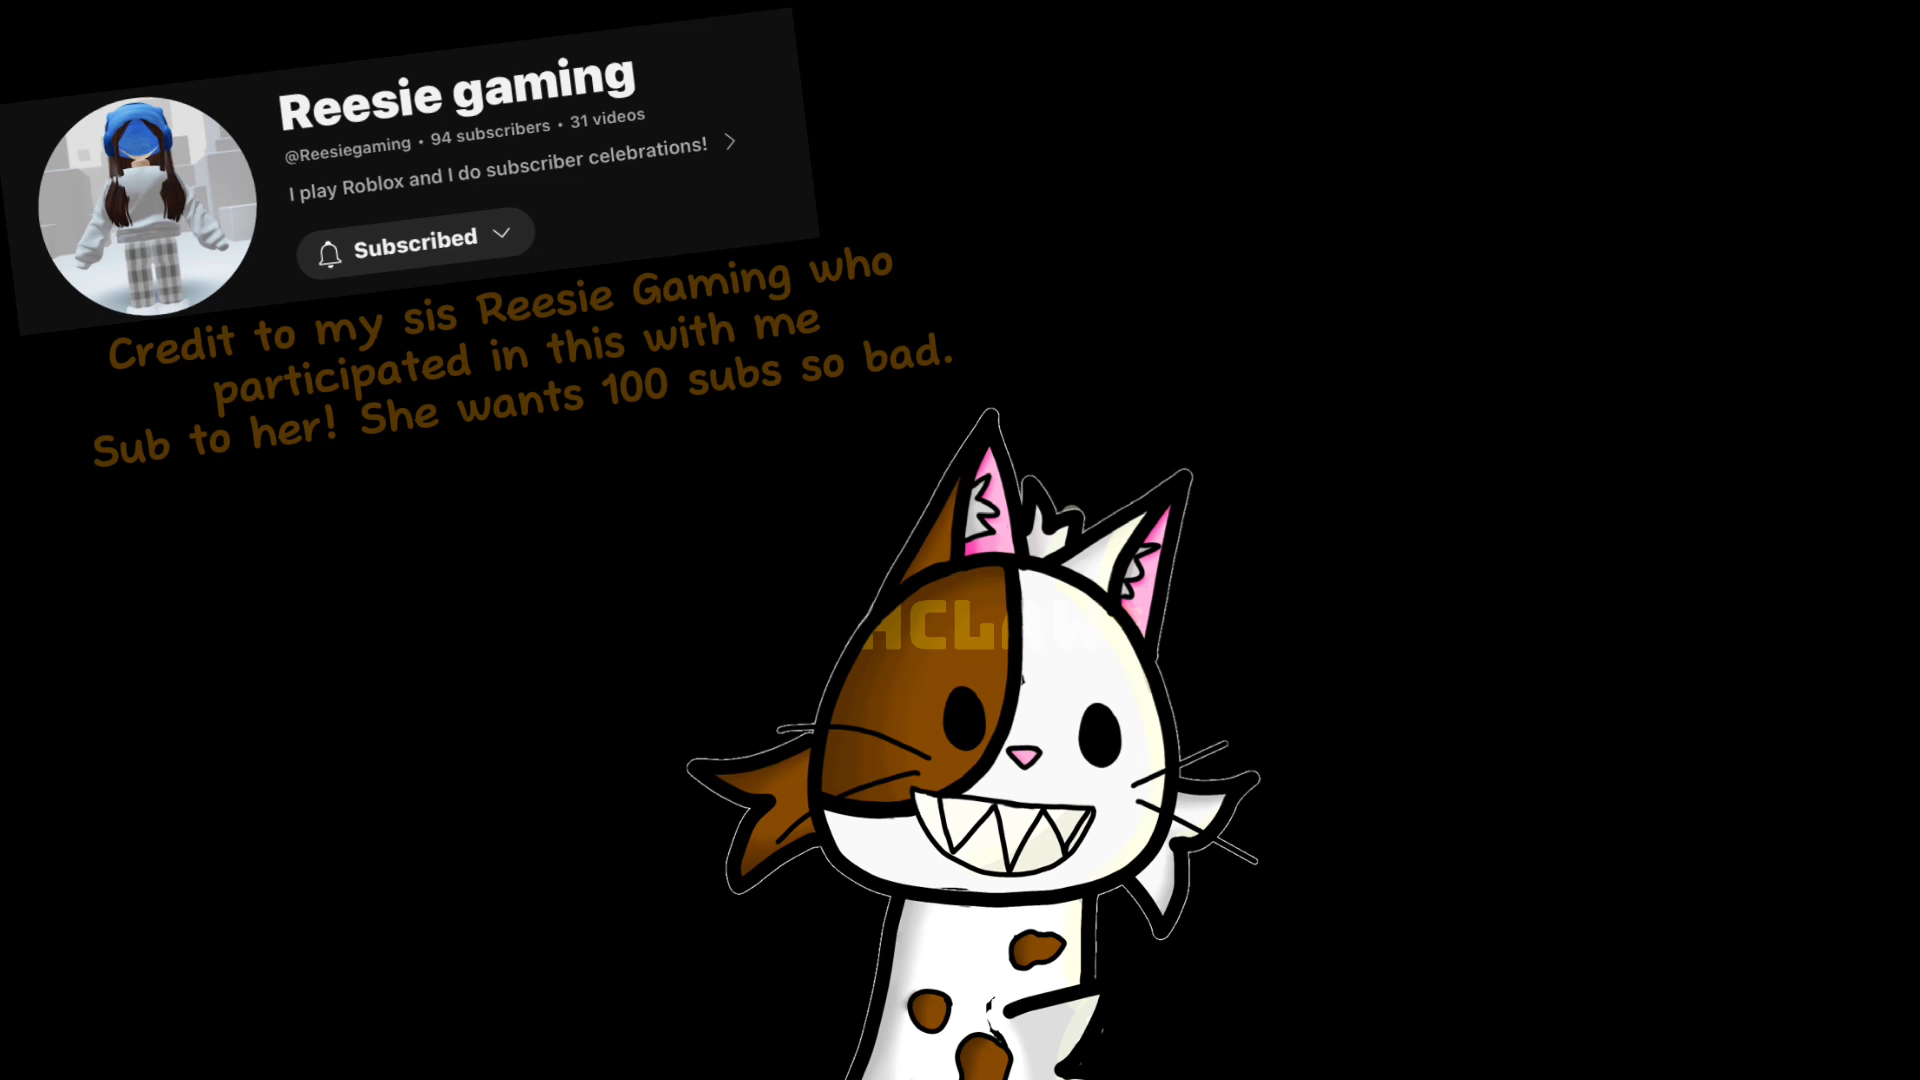 Reesie gaming
@Reesiegaming • 94 subscribers • 31 videos
I play Roblox and I do subscriber celebrations!
Subscribed
Credit to my sis Reesie Gaming who
participated in this with me
Sub to her! She wants 100 subs so bad.